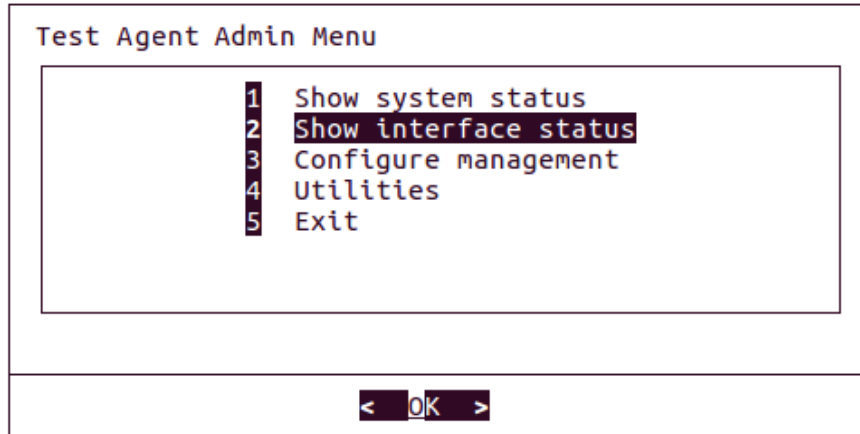 Test Agent Admin Menu
1 Show system status
2 Show interface status
3 Configure management
4 Utilities
5 Exit
< OK >